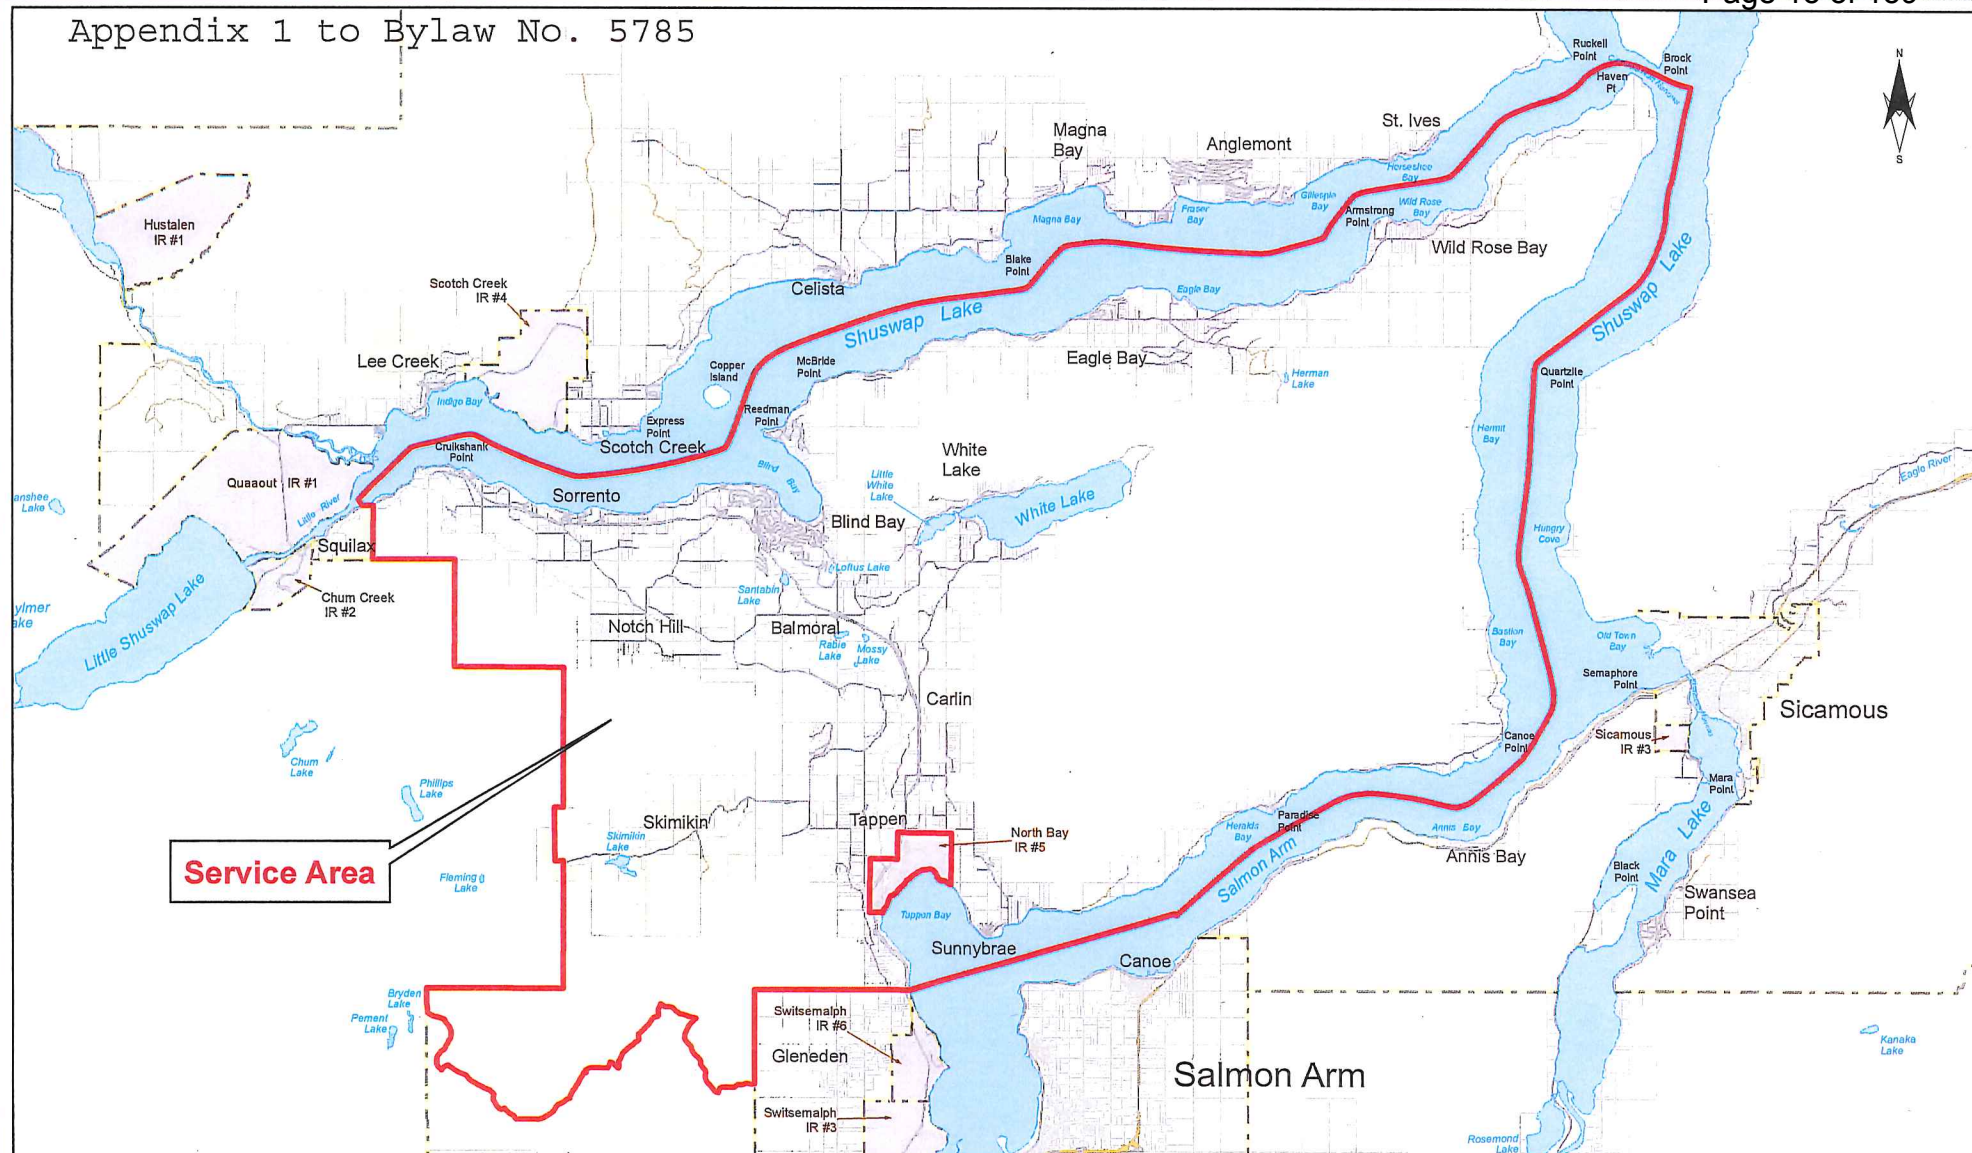 Appendix 1 to Bylaw No. 5785
Ruckell
Point
Brock
Point
Haven
Pt
N
S
St. Ives
Magna
Bay
Anglemont
Horseshoe
Bay
Gillespie
Bay
Wild Rose
Bay
Armstrong
Point
Fraser
Bay
Magna Bay
Wild Rose Bay
Hustalen
IR #1
Blake
Point
Scotch Creek
IR #4
Celista
Eagle Bay
Shuswap Lake
Shuswap Lake
Lee Creek
Copper
Island
McBride
Point
Eagle Bay
Herman
Lake
Quartzite
Point
Indigo Bay
Reedman
Point
Express
Point
Scotch Creek
Cruikshank
Point
Hermit
Bay
White
Lake
Blind
Bay
Little
White
Lake
Eagle River
Quaaout IR #1
anshee
Lake
Little River
Sorrento
White Lake
Blind Bay
Hungry
Cove
Squilax
Loftus Lake
Chum Creek
IR #2
Santabin
Lake
ylmer
ake
Little Shuswap Lake
Notch Hill
Balmoral
Rabie
Lake
Mossy
Lake
Bastion
Bay
Old Town
Bay
Semaphore
Point
Carlin
Sicamous
Sicamous
IR #3
Canoe
Point
Chum
Lake
Phillips
Lake
Mara
Point
Skimikin
Tappen
North Bay
IR #5
Heralds
Bay
Paradise
Point
Annis Bay
Annis Bay
Skimikin
Lake
Service Area
Fleming
Lake
Salmon Arm
Black
Point
Mara Lake
Swansea
Point
Tappen Bay
Sunnybrae
Canoe
Bryden
Lake
Pement
Lake
Switsemalph
IR #6
Gleneden
Salmon Arm
Kanaka
Lake
Switsemalph
IR #3
Rosemond
Lake